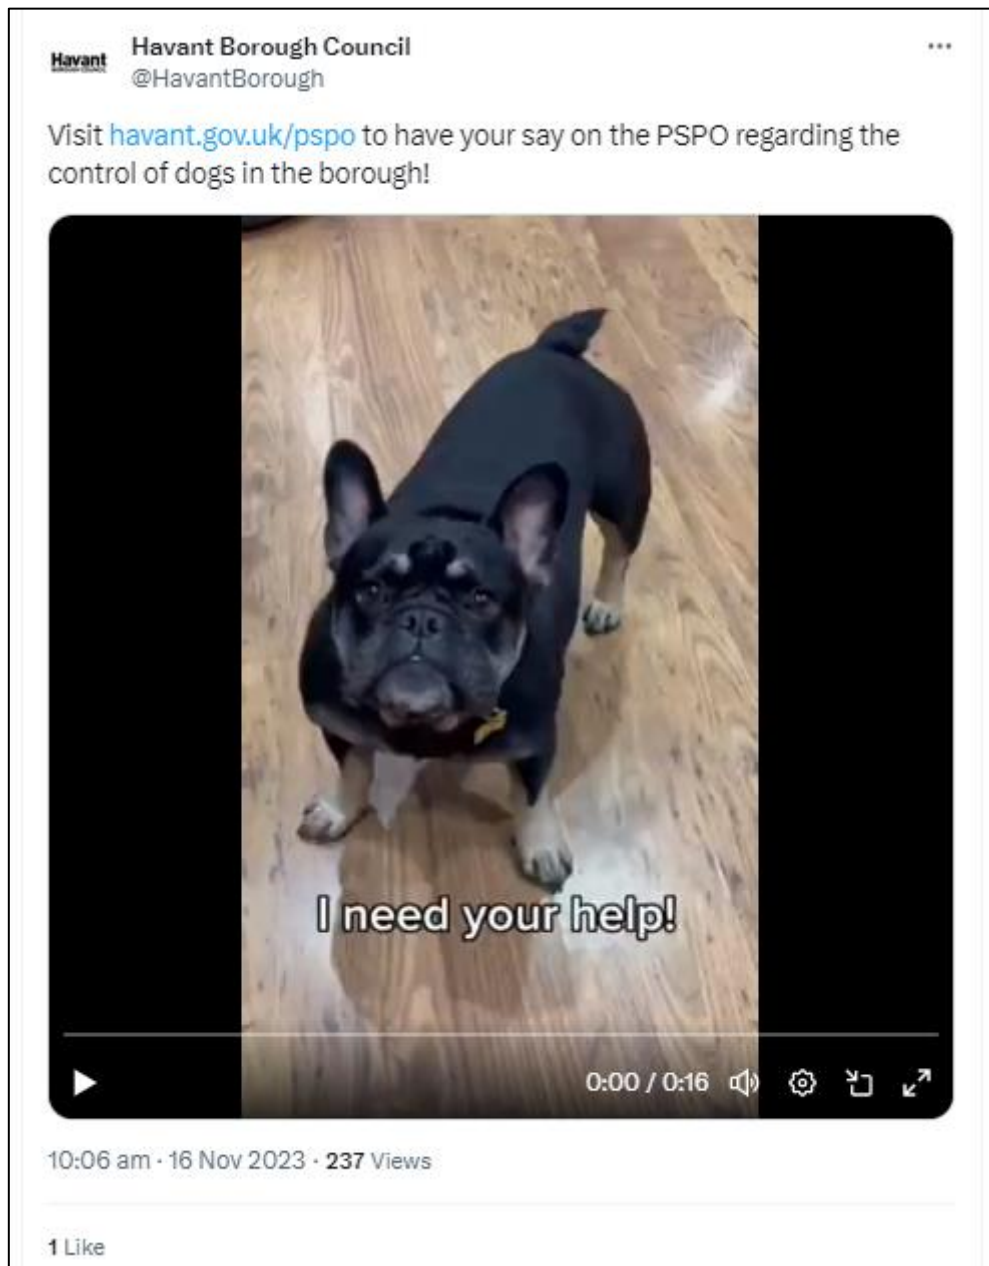 Havant
BOROUGH COUNCIL
Havant Borough Council
@HavantBorough
Visit havant.gov.uk/pspo to have your say on the PSPO regarding the
control of dogs in the borough!
I need your help!
0:00 / 0:16
10:06 am · 16 Nov 2023 · 237 Views
1 Like